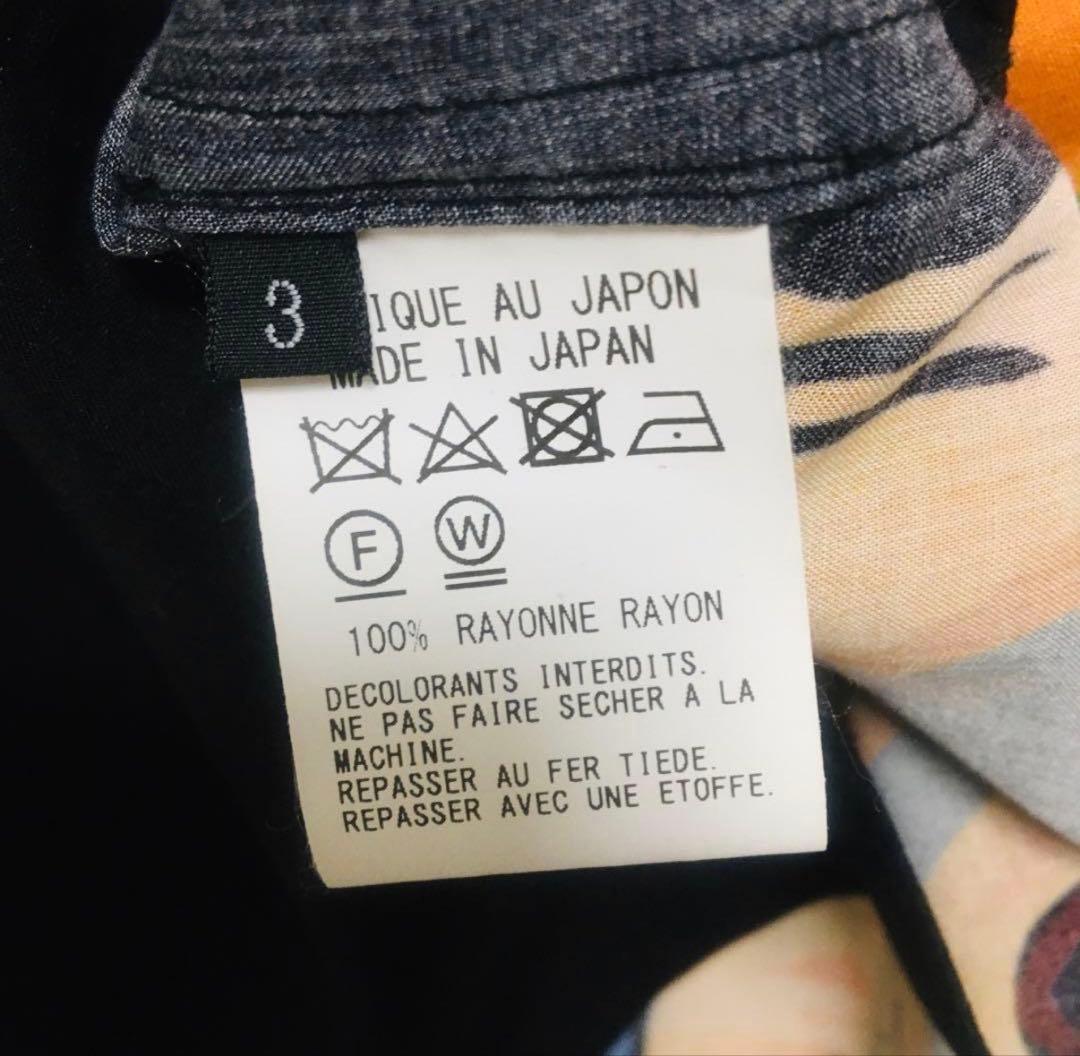 3
IQUE AU JAPON
MADE IN JAPAN
F W
100% RAYONNE RAYON
DECOLORANTS INTERDITS.
NE PAS FAIRE SECHER A LA
MACHINE.
REPASSER AU FER TIEDE.
REPASSER AVEC UNE ETOFFE.